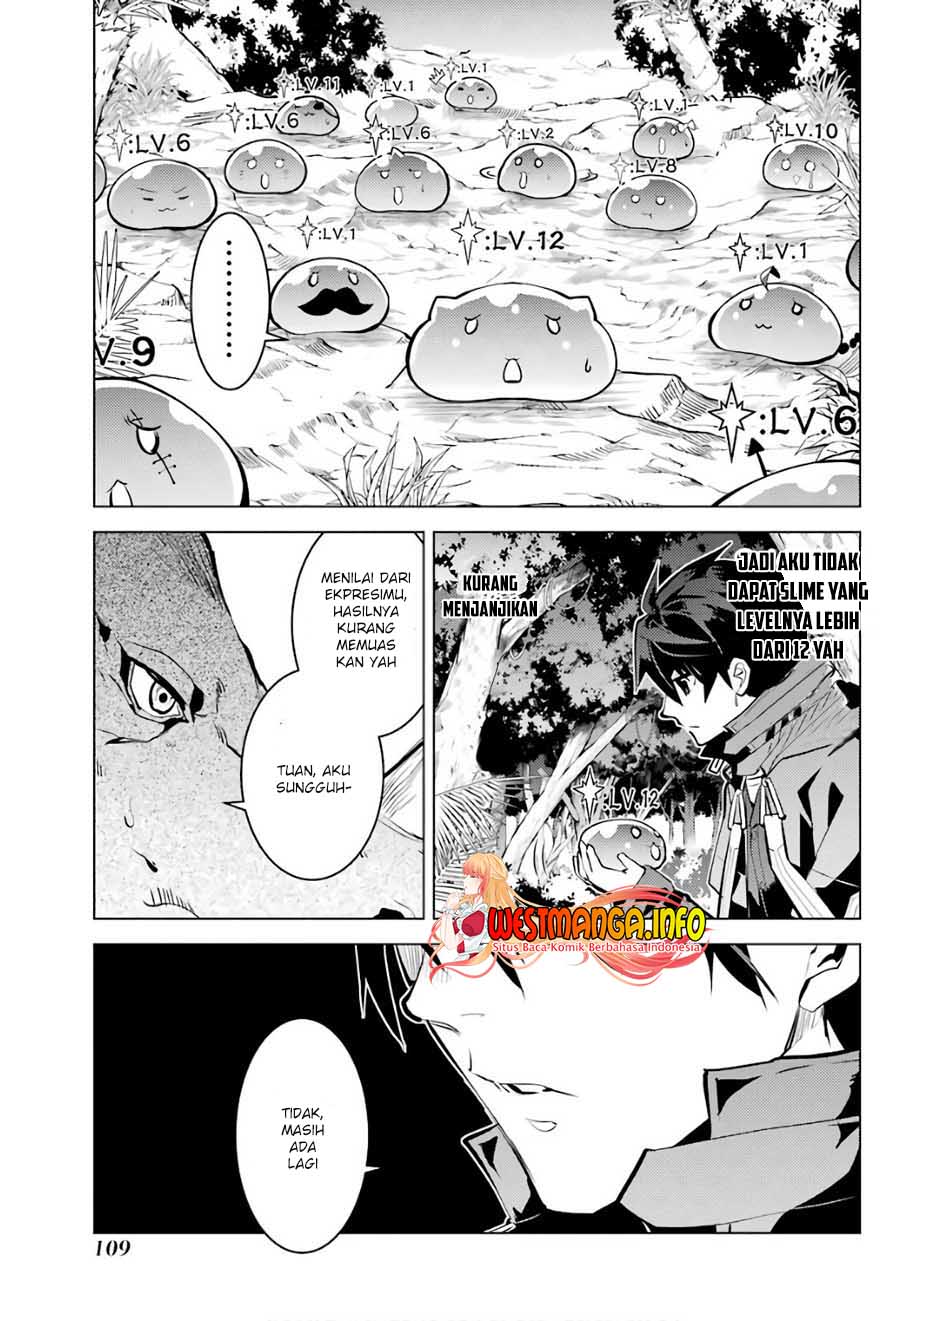 :LV.11
:LV.1
:LV.1
:LV.6
:LV.6
:LV.6
:LV.2
:LV.1
:LV.10
:LV.8
:LV.1
:LV.12
:LV.1
V.9
:LV.6
JADI AKU TIDAK
DAPAT SLIME YANG
LEVELNYA LEBIH
DARI 12 YAH
KURANG
MENJANJIKAN
:LV.12
MENILAI DARI
EKPRESIMU,
HASILNYA
KURANG
MEMUAS
KAN YAH
TUAN, AKU
SUNGGUH-
WESTMANGA.INFO
Situs Baca Komik Berbahasa Indonesia
TIDAK,
MASIH
ADA
LAGI
109